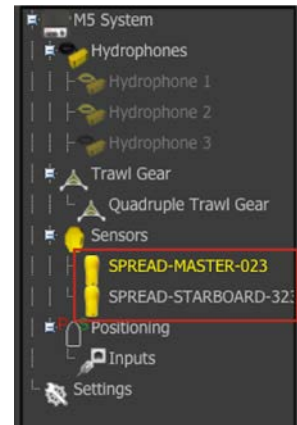 M5 System
Hydrophones
Hydrophone 1
Hydrophone 2
Hydrophone 3
Trawl Gear
Quadruple Trawl Gear
Sensors
SPREAD-MASTER-023
SPREAD-STARBOARD-323
Positioning
Inputs
Settings